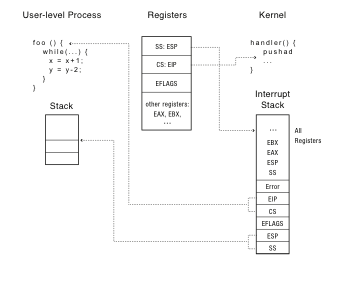 User-level Process
Registers
Kernel
foo () {
while(...) {
x = x+1;
y = y-2;
}
}
Stack
SS: ESP
CS: EIP
EFLAGS
other registers:
EAX, EBX,
...
handler() {
pushad
...
}
Interrupt
Stack
...
EBX
EAX
ESP
SS
All
Registers
Error
EIP
CS
EFLAGS
ESP
SS